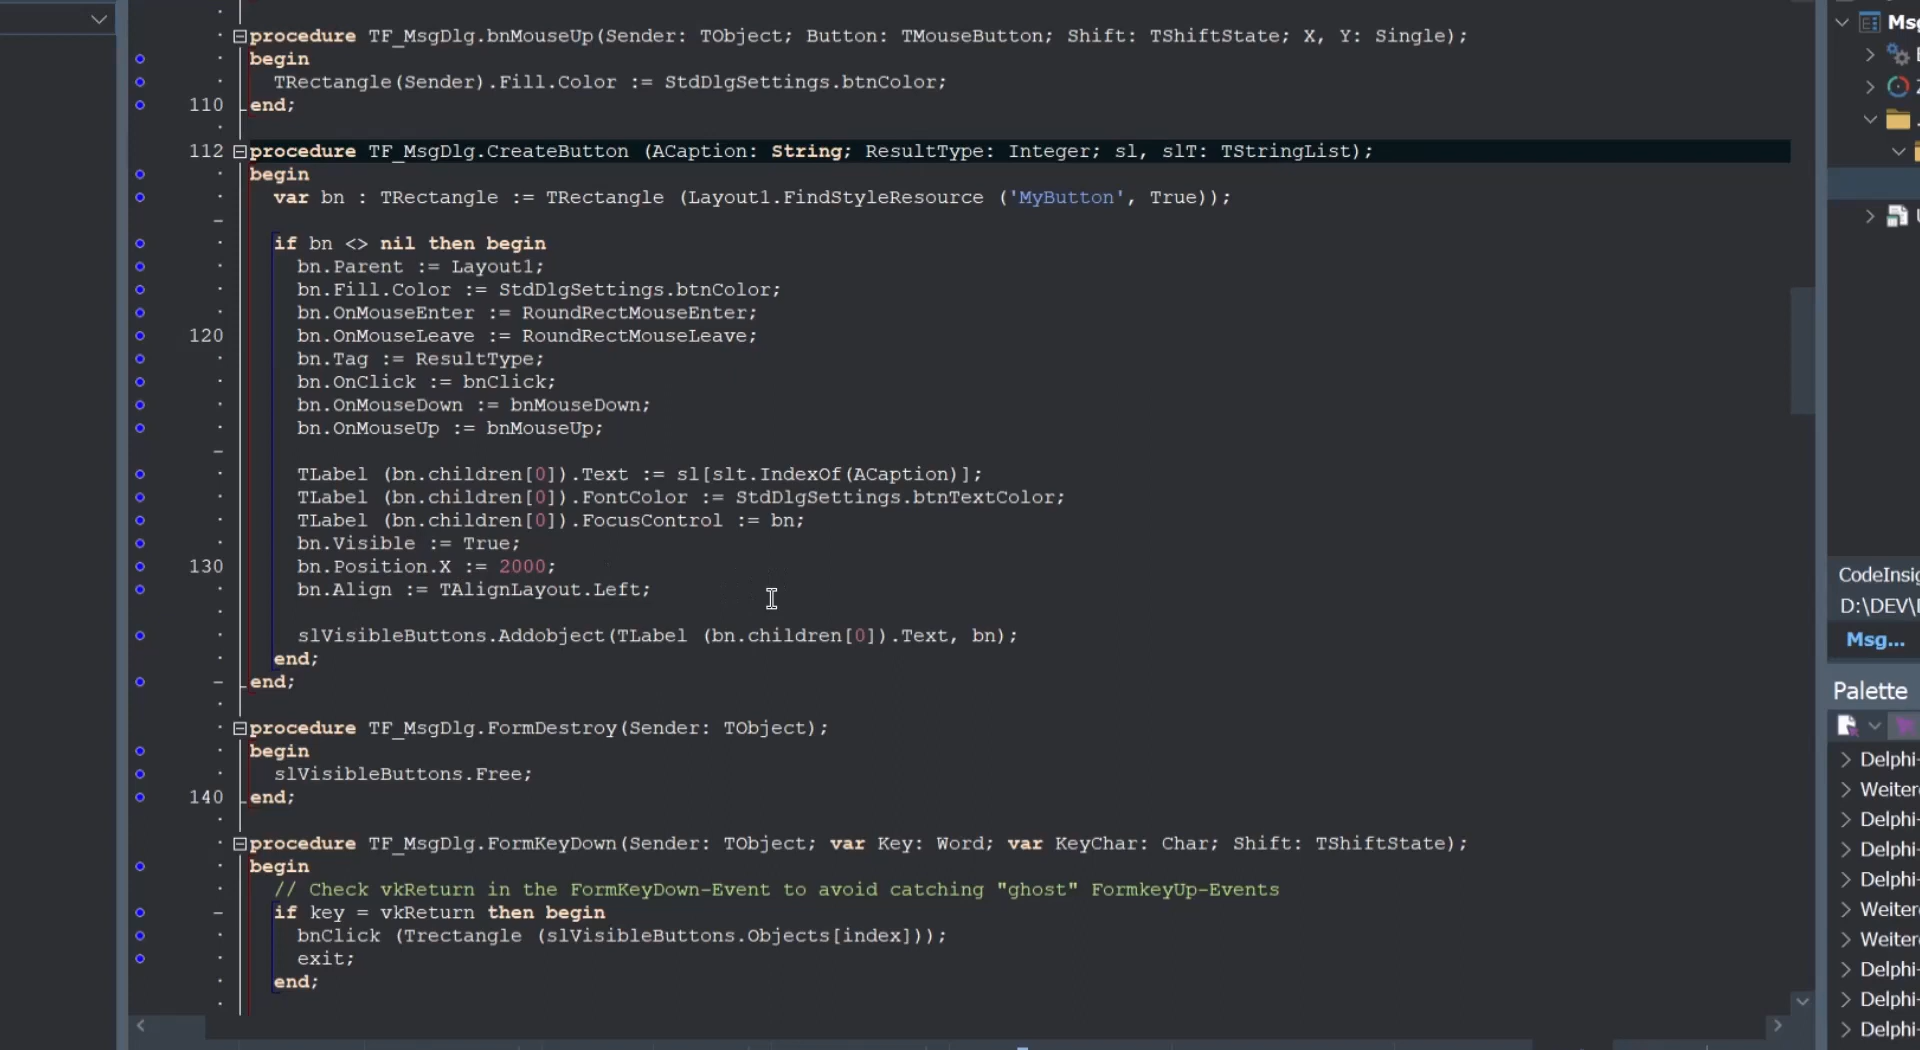 procedure TF_MsgDlg.bnMouseUp(Sender: TObject; Button: TMouseButton; Shift: TShiftState; X, Y: Single);
begin
TRectangle(Sender).Fill.Color := StdDlgSettings.btnColor;
110 end;
112 procedure TF_MsgDlg.CreateButton (ACaption: String; ResultType: Integer; sl, slT: TStringList);
begin
var bn : TRectangle := TRectangle (Layout1.FindStyleResource ('MyButton', True));
if bn <> nil then begin
bn.Parent := Layout1;
bn.Fill.Color := StdDlgSettings.btnColor;
bn.OnMouseEnter := RoundRectMouseEnter;
120 bn.OnMouseLeave := RoundRectMouseLeave;
bn.Tag := ResultType;
bn.OnClick := bnClick;
bn.OnMouseDown := bnMouseDown;
bn.OnMouseUp := bnMouseUp;
TLabel (bn.children[0]).Text := sl[slt.IndexOf(ACaption)];
TLabel (bn.children[0]).FontColor := StdDlgSettings.btnTextColor;
TLabel (bn.children[0]).FocusControl := bn;
bn.Visible := True;
130 bn.Position.X := 2000;
bn.Align := TAlignLayout.Left;
slVisibleButtons.Addobject(TLabel (bn.children[0]).Text, bn);
end;
end;
procedure TF_MsgDlg.FormDestroy(Sender: TObject);
begin
slVisibleButtons.Free;
140 end;
procedure TF_MsgDlg.FormKeyDown(Sender: TObject; var Key: Word; var KeyChar: Char; Shift: TShiftState);
begin
// Check vkReturn in the FormKeyDown-Event to avoid catching "ghost" FormkeyUp-Events
if key = vkReturn then begin
bnClick (Trectangle (slVisibleButtons.Objects[index]));
exit;
end;
Msg
CodeInsig
D:\DEV\
Msg...
Palette
Delphi-
Weiter
Delphi-
Delphi-
Delphi-
Weiter
Weiter
Delphi-
Delphi-
Delphi-